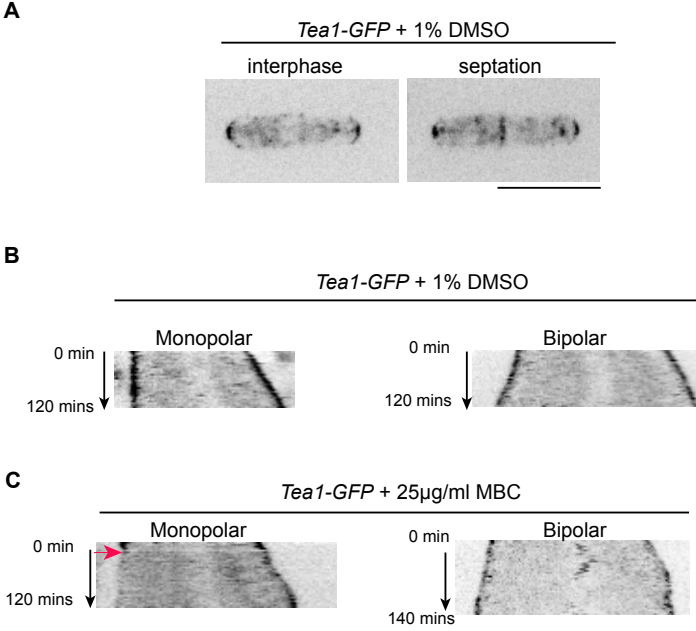 A
Tea1-GFP + 1% DMSO
interphase septation
B
Tea1-GFP + 1% DMSO
Monopolar Bipolar
0 min 0 min
120 mins 120 mins
C
Tea1-GFP + 25µg/ml MBC
Monopolar Bipolar
0 min 0 min
120 mins 140 mins